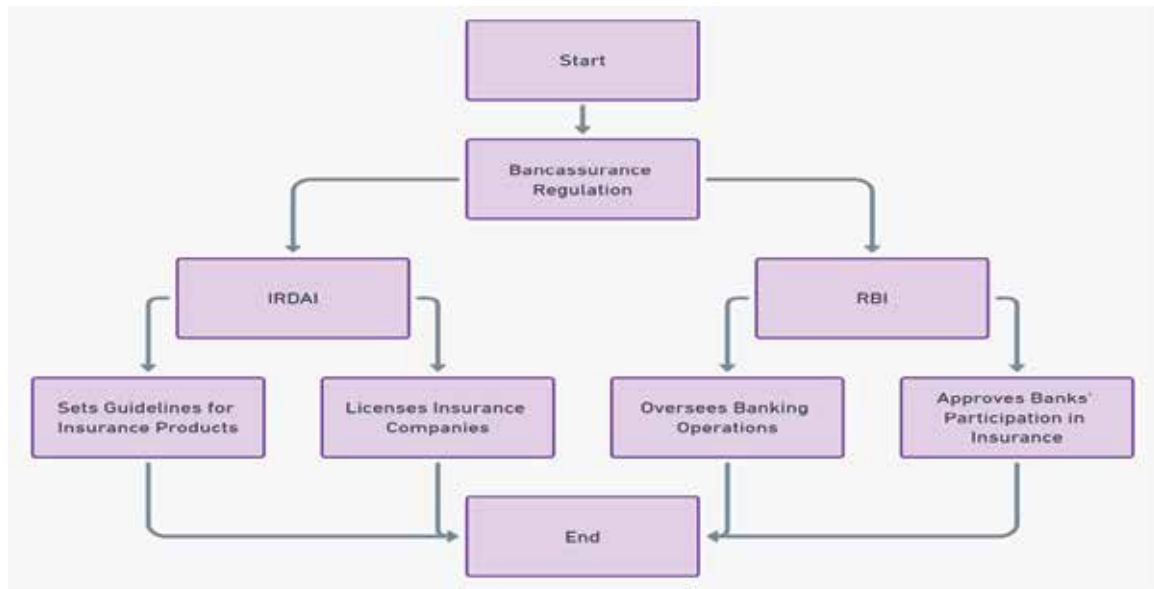 Start
Bancassurance
Regulation
IRDAI
RBI
Sets Guidelines for
Insurance Products
Licenses Insurance
Companies
Oversees Banking
Operations
Approves Banks'
Participation in
Insurance
End